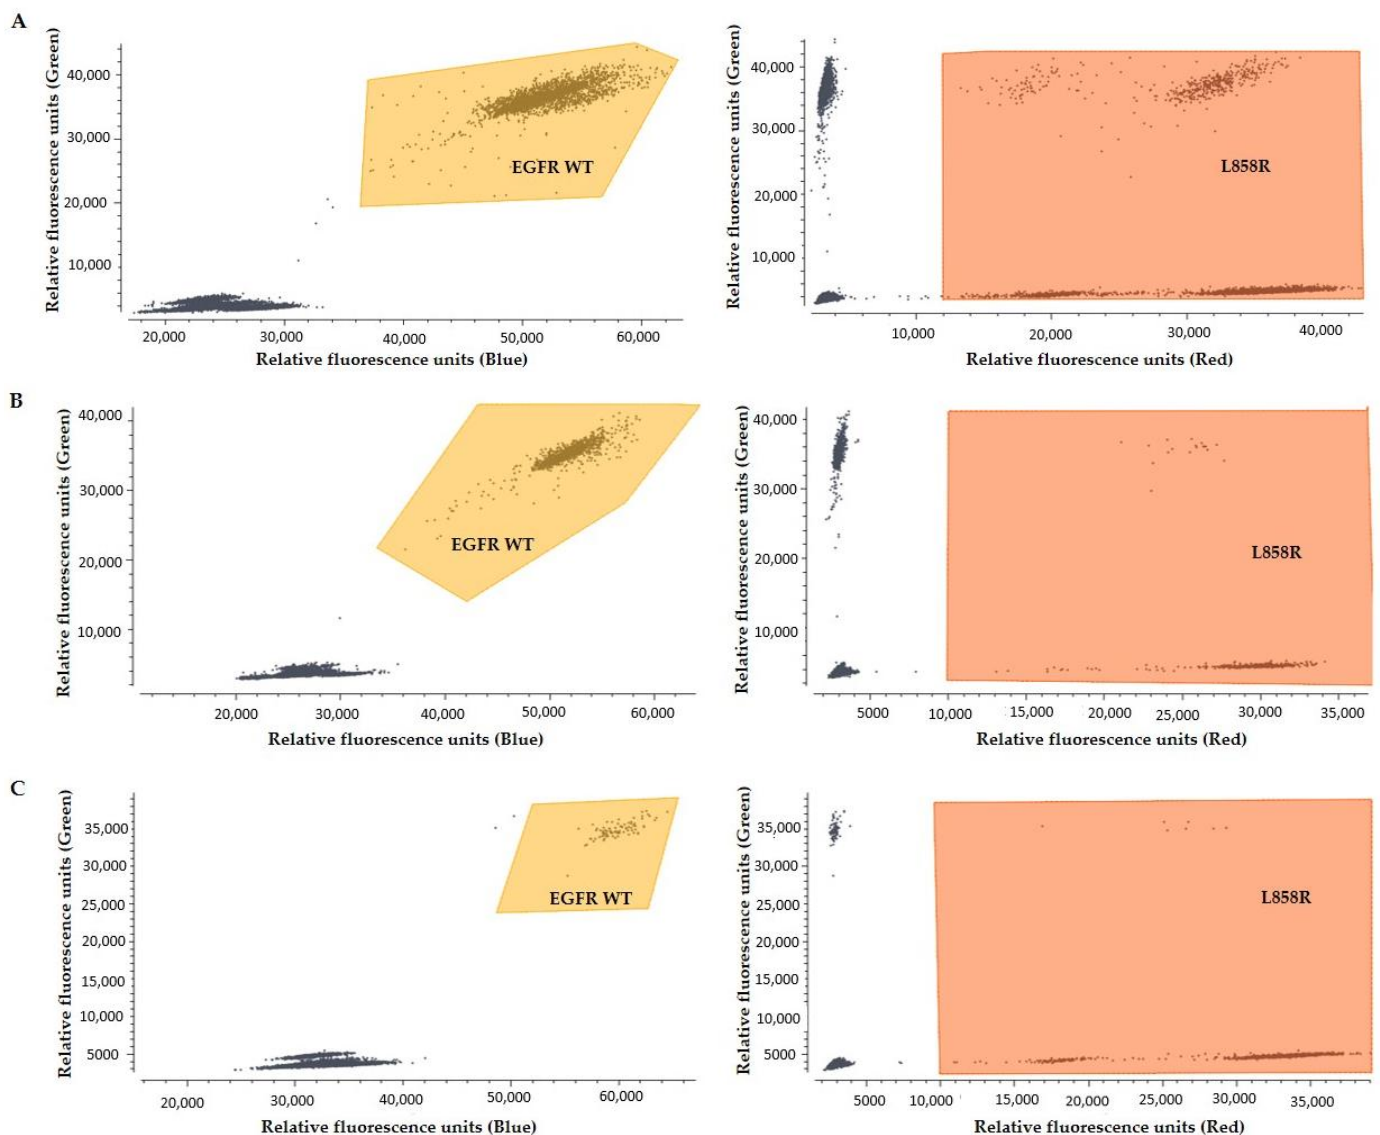 A
Relative fluorescence units (Green)
40,000
30,000
20,000
10,000
EGFR WT
20,000 30,000 40,000 50,000 60,000
Relative fluorescence units (Blue)
Relative fluorescence units (Green)
40,000
30,000
20,000
10,000
L858R
10,000 20,000 30,000 40,000
Relative fluorescence units (Red)
B
Relative fluorescence units (Green)
40,000
30,000
20,000
10,000
EGFR WT
20,000 30,000 40,000 50,000 60,000
Relative fluorescence units (Blue)
Relative fluorescence units (Green)
40,000
30,000
20,000
10,000
L858R
5000 10,000 15,000 20,000 25,000 30,000 35,000
Relative fluorescence units (Red)
C
Relative fluorescence units (Green)
35,000
30,000
25,000
20,000
15,000
10,000
5000
EGFR WT
20,000 30,000 40,000 50,000 60,000
Relative fluorescence units (Blue)
Relative fluorescence units (Green)
35,000
30,000
25,000
20,000
15,000
10,000
5000
L858R
5000 10,000 15,000 20,000 25,000 30,000 35,000
Relative fluorescence units (Red)